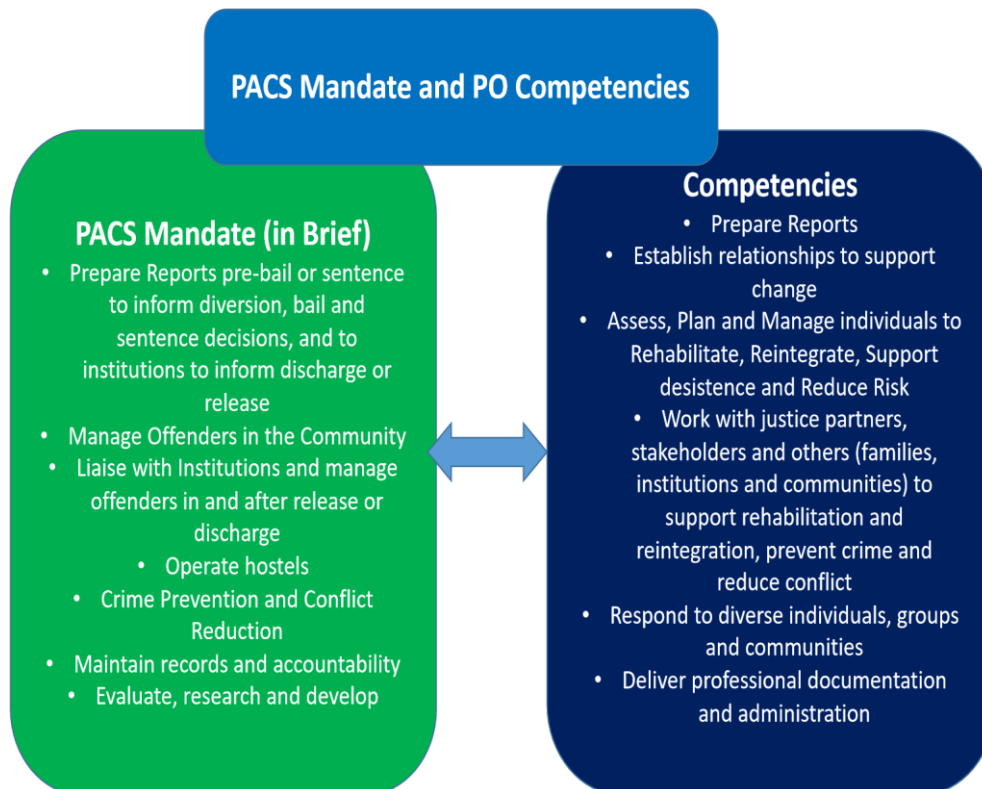 PACS Mandate and PO Competencies
PACS Mandate (in Brief)
• Prepare Reports pre-bail or sentence
to inform diversion, bail and
sentence decisions, and to
institutions to inform discharge or
release
• Manage Offenders in the Community
• Liaise with Institutions and manage
offenders in and after release or
discharge
• Operate hostels
• Crime Prevention and Conflict
Reduction
• Maintain records and accountability
• Evaluate, research and develop
Competencies
• Prepare Reports
• Establish relationships to support
change
• Assess, Plan and Manage individuals to
Rehabilitate, Reintegrate, Support
desistence and Reduce Risk
• Work with justice partners,
stakeholders and others (families,
institutions and communities) to
support rehabilitation and
reintegration, prevent crime and
reduce conflict
• Respond to diverse individuals, groups
and communities
• Deliver professional documentation
and administration